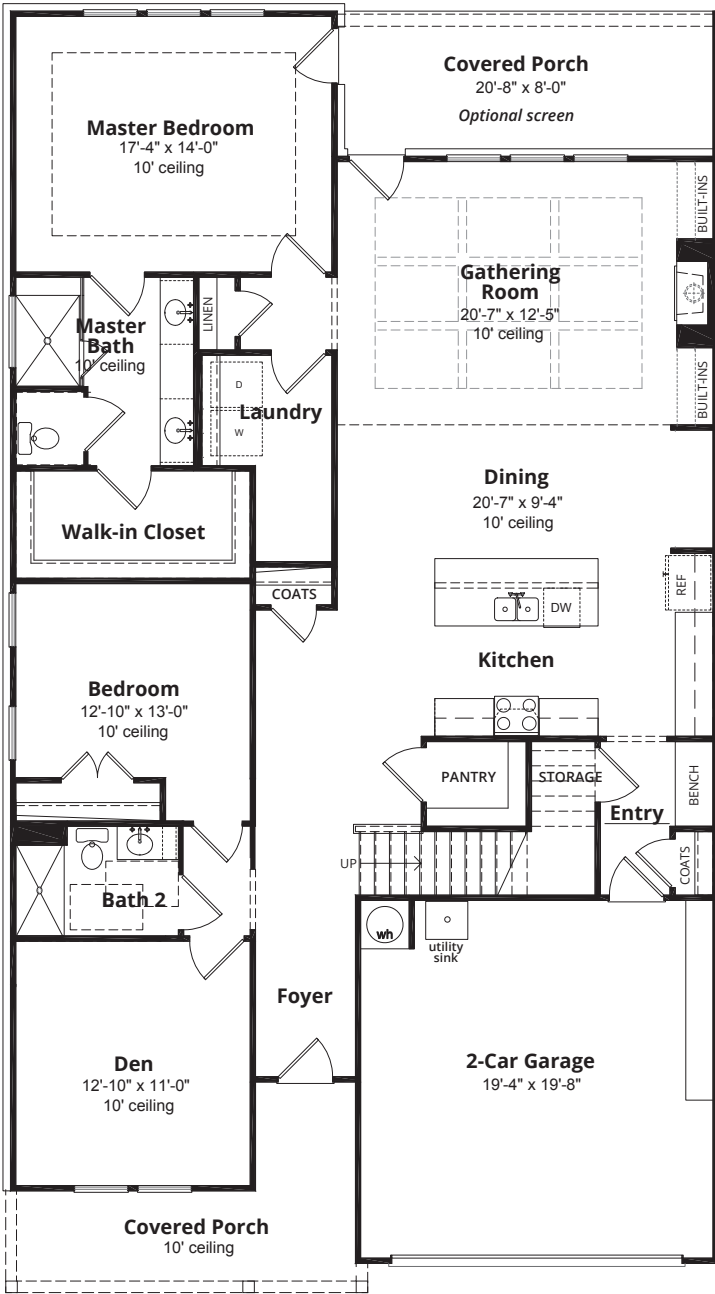 Covered Porch
20'-8" x 8'-0"
Optional screen
Master Bedroom
17'-4" x 14'-0"
10' ceiling
BUILT-INS
Gathering
Room
20'-7" x 12'-5"
10' ceiling
LINEN
Master
Bath
10' ceiling
D
W
Laundry
BUILT-INS
Dining
20'-7" x 9'-4"
10' ceiling
Walk-in Closet
COATS
DW
REF
Kitchen
Bedroom
12'-10" x 13'-0"
10' ceiling
PANTRY
STORAGE
BENCH
Entry
UP
COATS
Bath 2
wh
utility
sink
Foyer
Den
12'-10" x 11'-0"
10' ceiling
2-Car Garage
19'-4" x 19'-8"
Covered Porch
10' ceiling